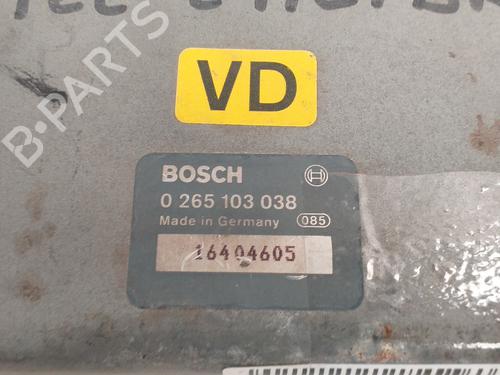 VD
BOSCH
0 265 103 038
Made in Germany 085
16404605
B-PARTS